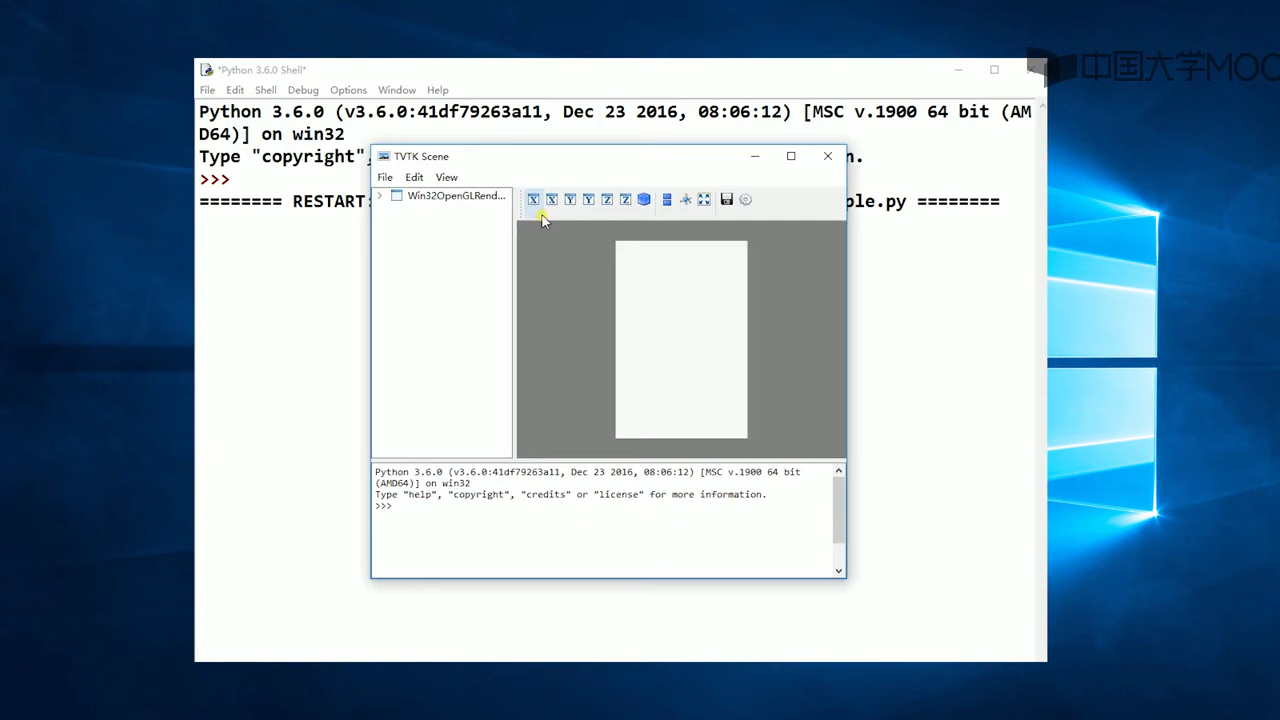 中国大学MOO
*Python 3.6.0 Shell*
File Edit Shell Debug Options Window Help
Python 3.6.0 (v3.6.0:41df79263a11, Dec 23 2016, 08:06:12) [MSC v.1900 64 bit (AM
D64)] on win32
Type "copyright", n.
>>>
======== RESTART: ple.py ========
TVTK Scene
File Edit View
Win32OpenGLRend...
X X Y Y Z Z
Python 3.6.0 (v3.6.0:41df79263a11, Dec 23 2016, 08:06:12) [MSC v.1900 64 bit
(AMD64)] on win32
Type "help", "copyright", "credits" or "license" for more information.
>>>